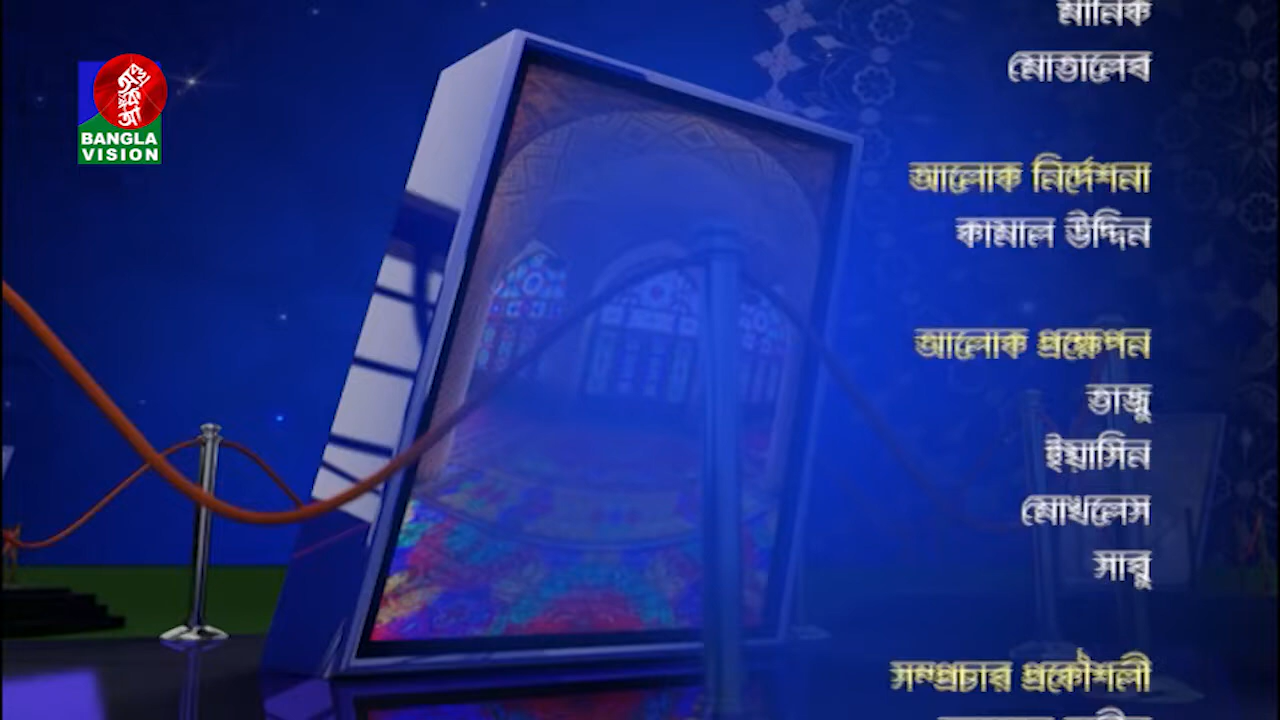 BANGLA
VISION
মানিক
মোতালেব
আলোক নির্দেশনা
কামাল উদ্দিন
আলোক প্রক্ষেপন
তাজু
ইয়াসিন
মোখলেস
সাবু
সম্প্রচার প্রকৌশলী